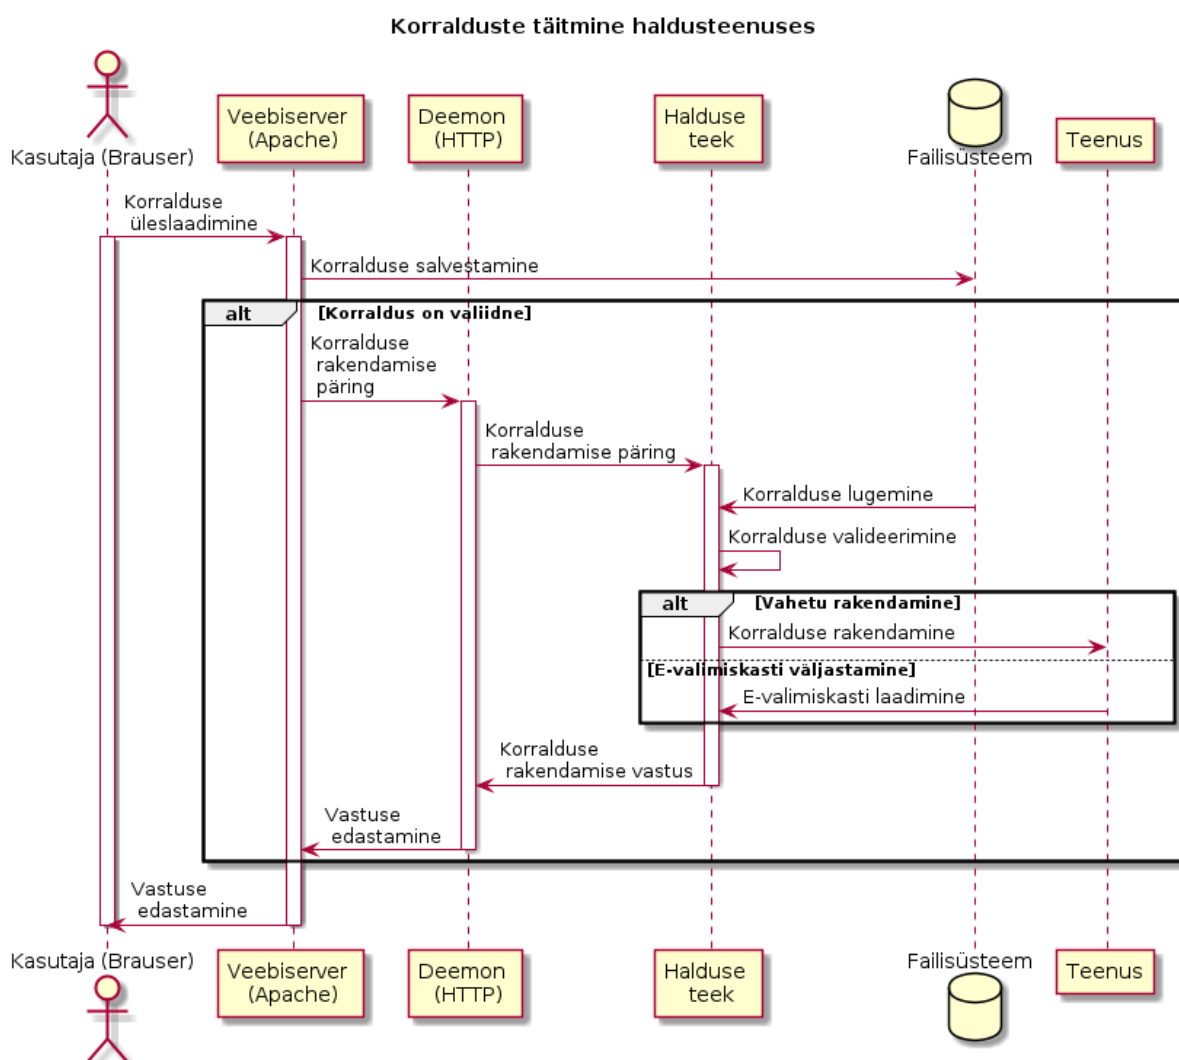 Korralduste täitmine haldusteenuses
Kasutaja (Brauser)
Veebiserver
(Apache)
Deemon
(HTTP)
Halduse
teek
Failisüsteem
Teenus
Korralduse
üleslaadimine
Korralduse salvestamine
alt
[Korraldus on valiidne]
Korralduse
rakendamise
päring
Korralduse
rakendamise päring
Korralduse lugemine
Korralduse valideerimine
alt
[Vahetu rakendamine]
Korralduse rakendamine
[E-valimiskasti väljastamine]
E-valimiskasti laadimine
Korralduse
rakendamise vastus
Vastuse
edastamine
Vastuse
edastamine
Kasutaja (Brauser)
Veebiserver
(Apache)
Deemon
(HTTP)
Halduse
teek
Failisüsteem
Teenus